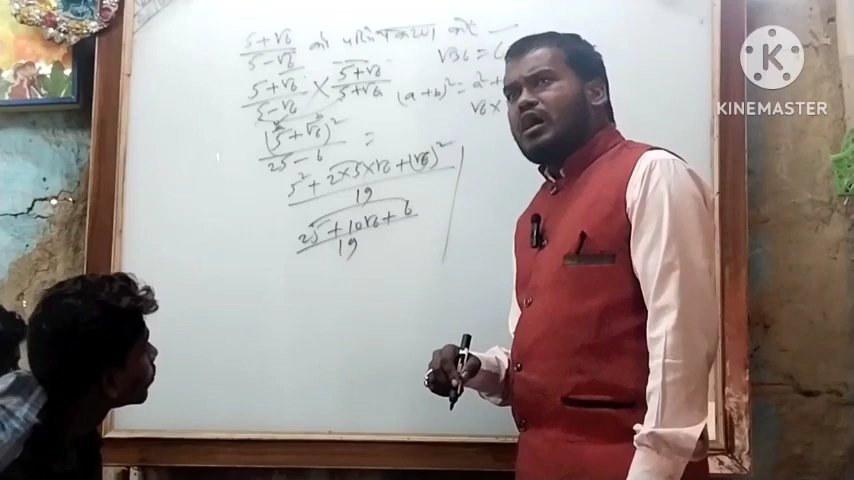 5+√6 / 5-√6 को परिमेयकरण करें
5+√6 / 5-√6 × 5+√6 / 5+√6
(5+√6)² / 25-6 =
5² + 2×5×√6 + (√6)² / 19
25+10√6+6 / 19
√36 = 6
(a+b)² = a²+
√6×
KINEMASTER